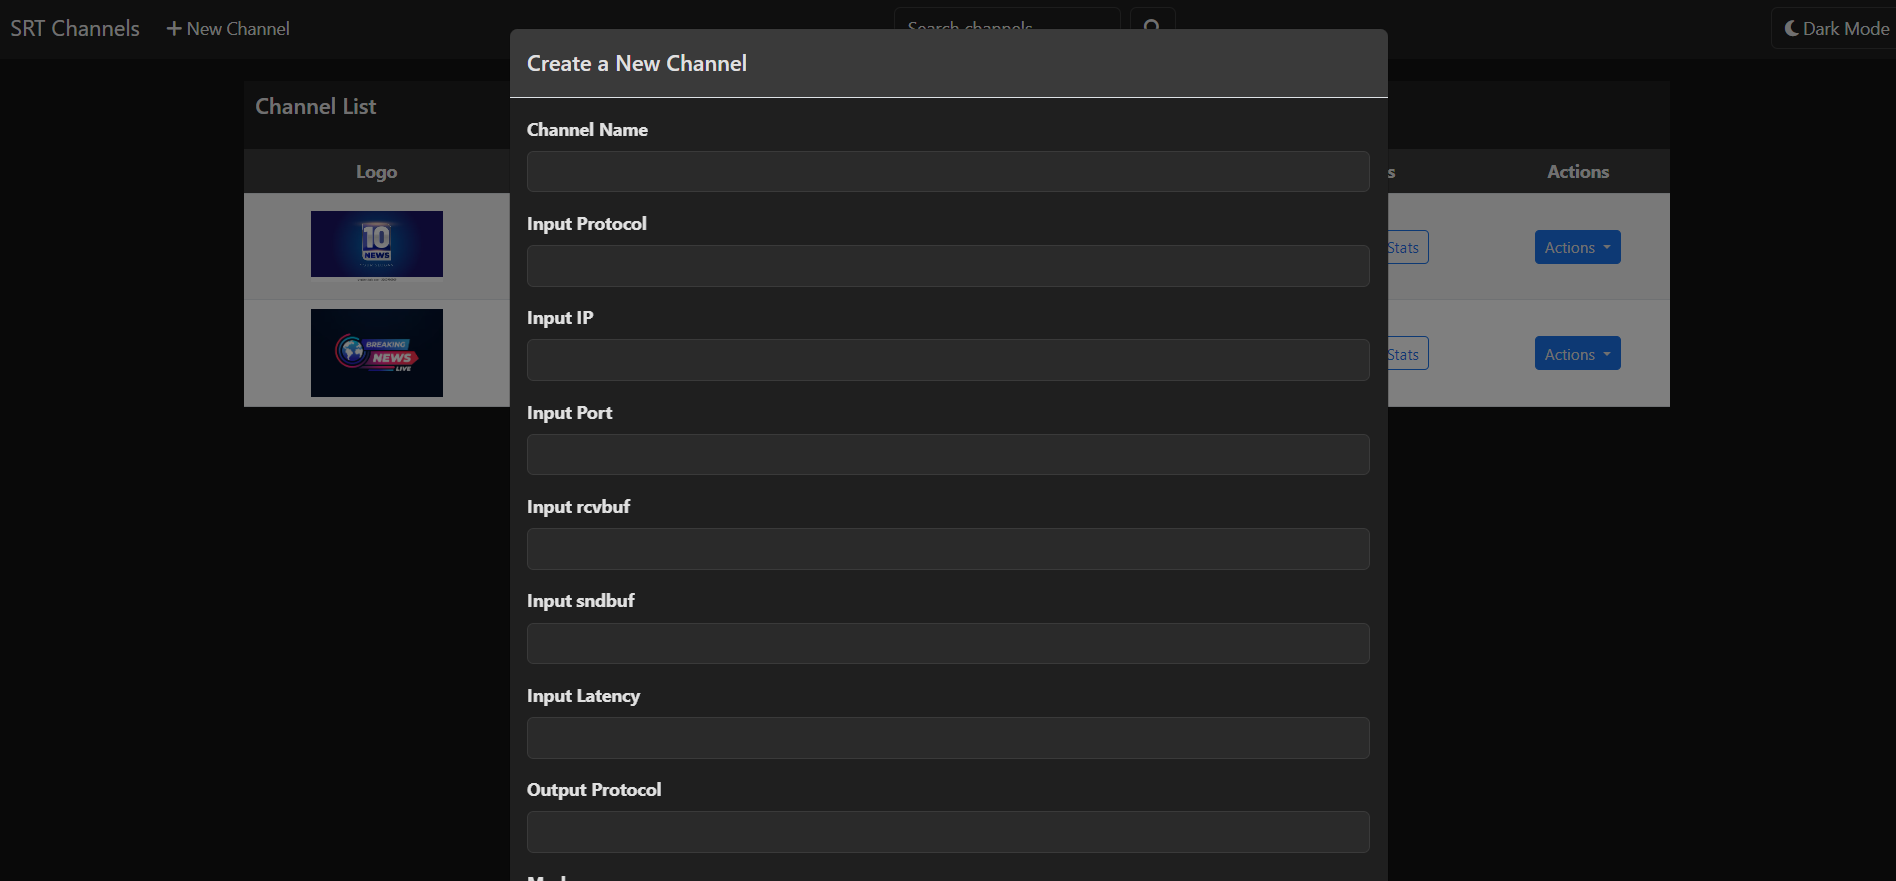 SRT Channels
New Channel
Search channels
Dark Mode
Create a New Channel
Channel List
Channel Name
Logo
s
Actions
Input Protocol
10
NEWS
Stats
Actions
Input IP
BREAKING
NEWS
LIVE
Stats
Actions
Input Port
Input rcvbuf
Input sndbuf
Input Latency
Output Protocol